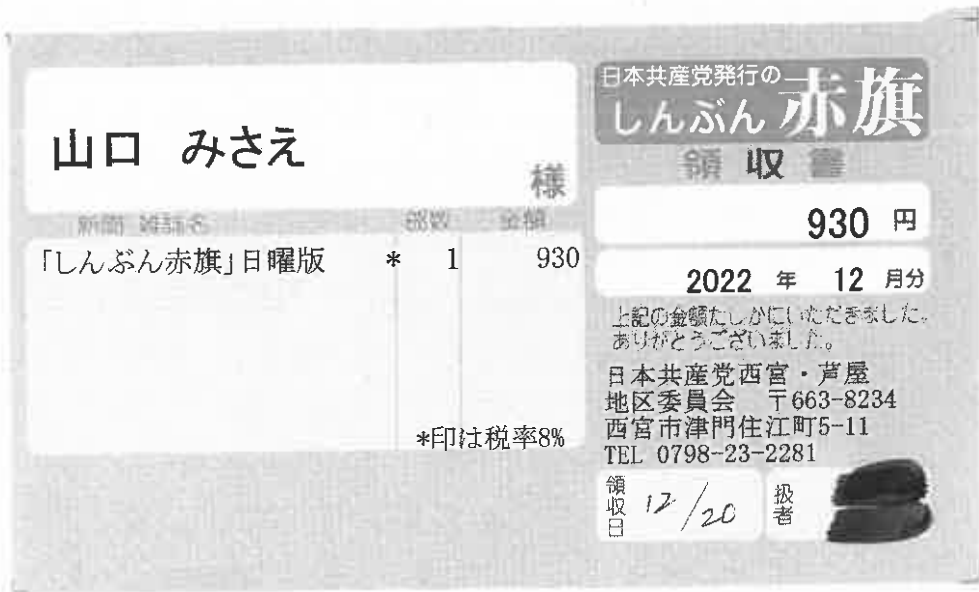 山口 みさえ
様
新聞 雑誌名 部数 金額
「しんぶん赤旗」日曜版 * 1 930
*印は税率8%
日本共産党発行の
しんぶん 赤旗
領収書
930 円
2022 年 12 月分
上記の金額たしかにいただきました。
ありがとうございました。
日本共産党西宮・芦屋
地区委員会 〒663-8234
西宮市津門住江町5-11
TEL 0798-23-2281
領収日 12/20 扱者